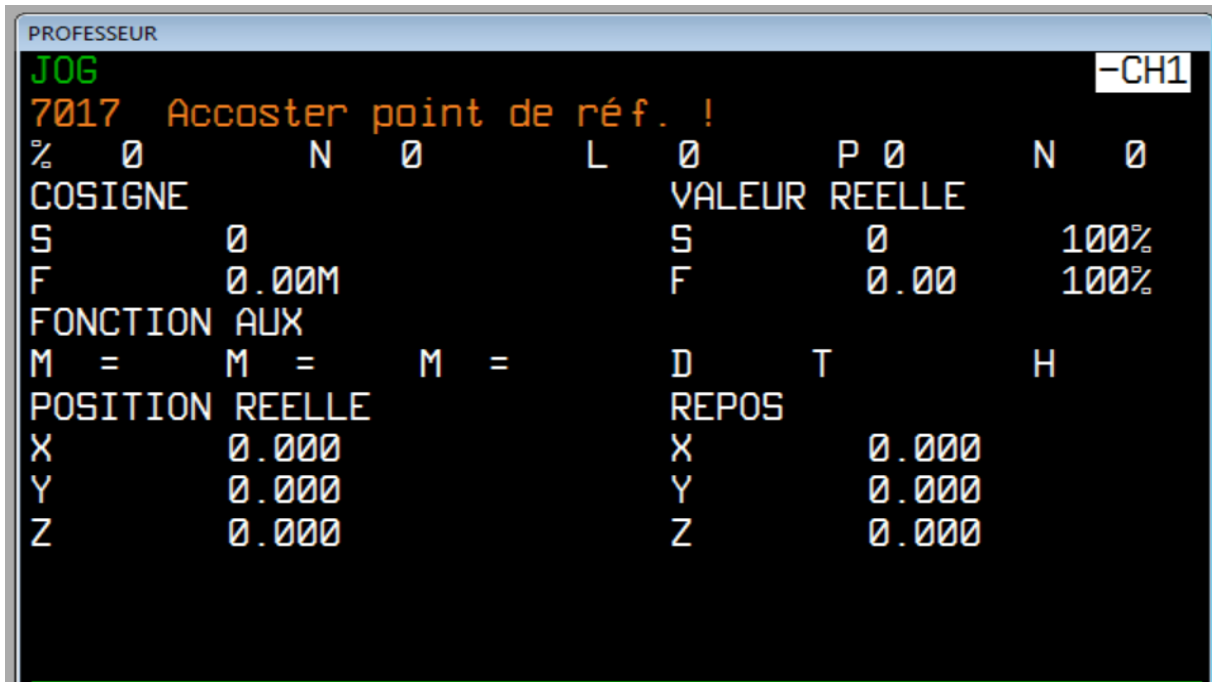 PROFESSEUR
JOG -CH1
7017 Accoster point de réf. !
% 0 N 0 L 0 P 0 N 0
COSIGNE VALEUR REELLE
S 0 S 0 100%
F 0.00M F 0.00 100%
FONCTION AUX
M = M = M = D T H
POSITION REELLE REPOS
X 0.000 X 0.000
Y 0.000 Y 0.000
Z 0.000 Z 0.000